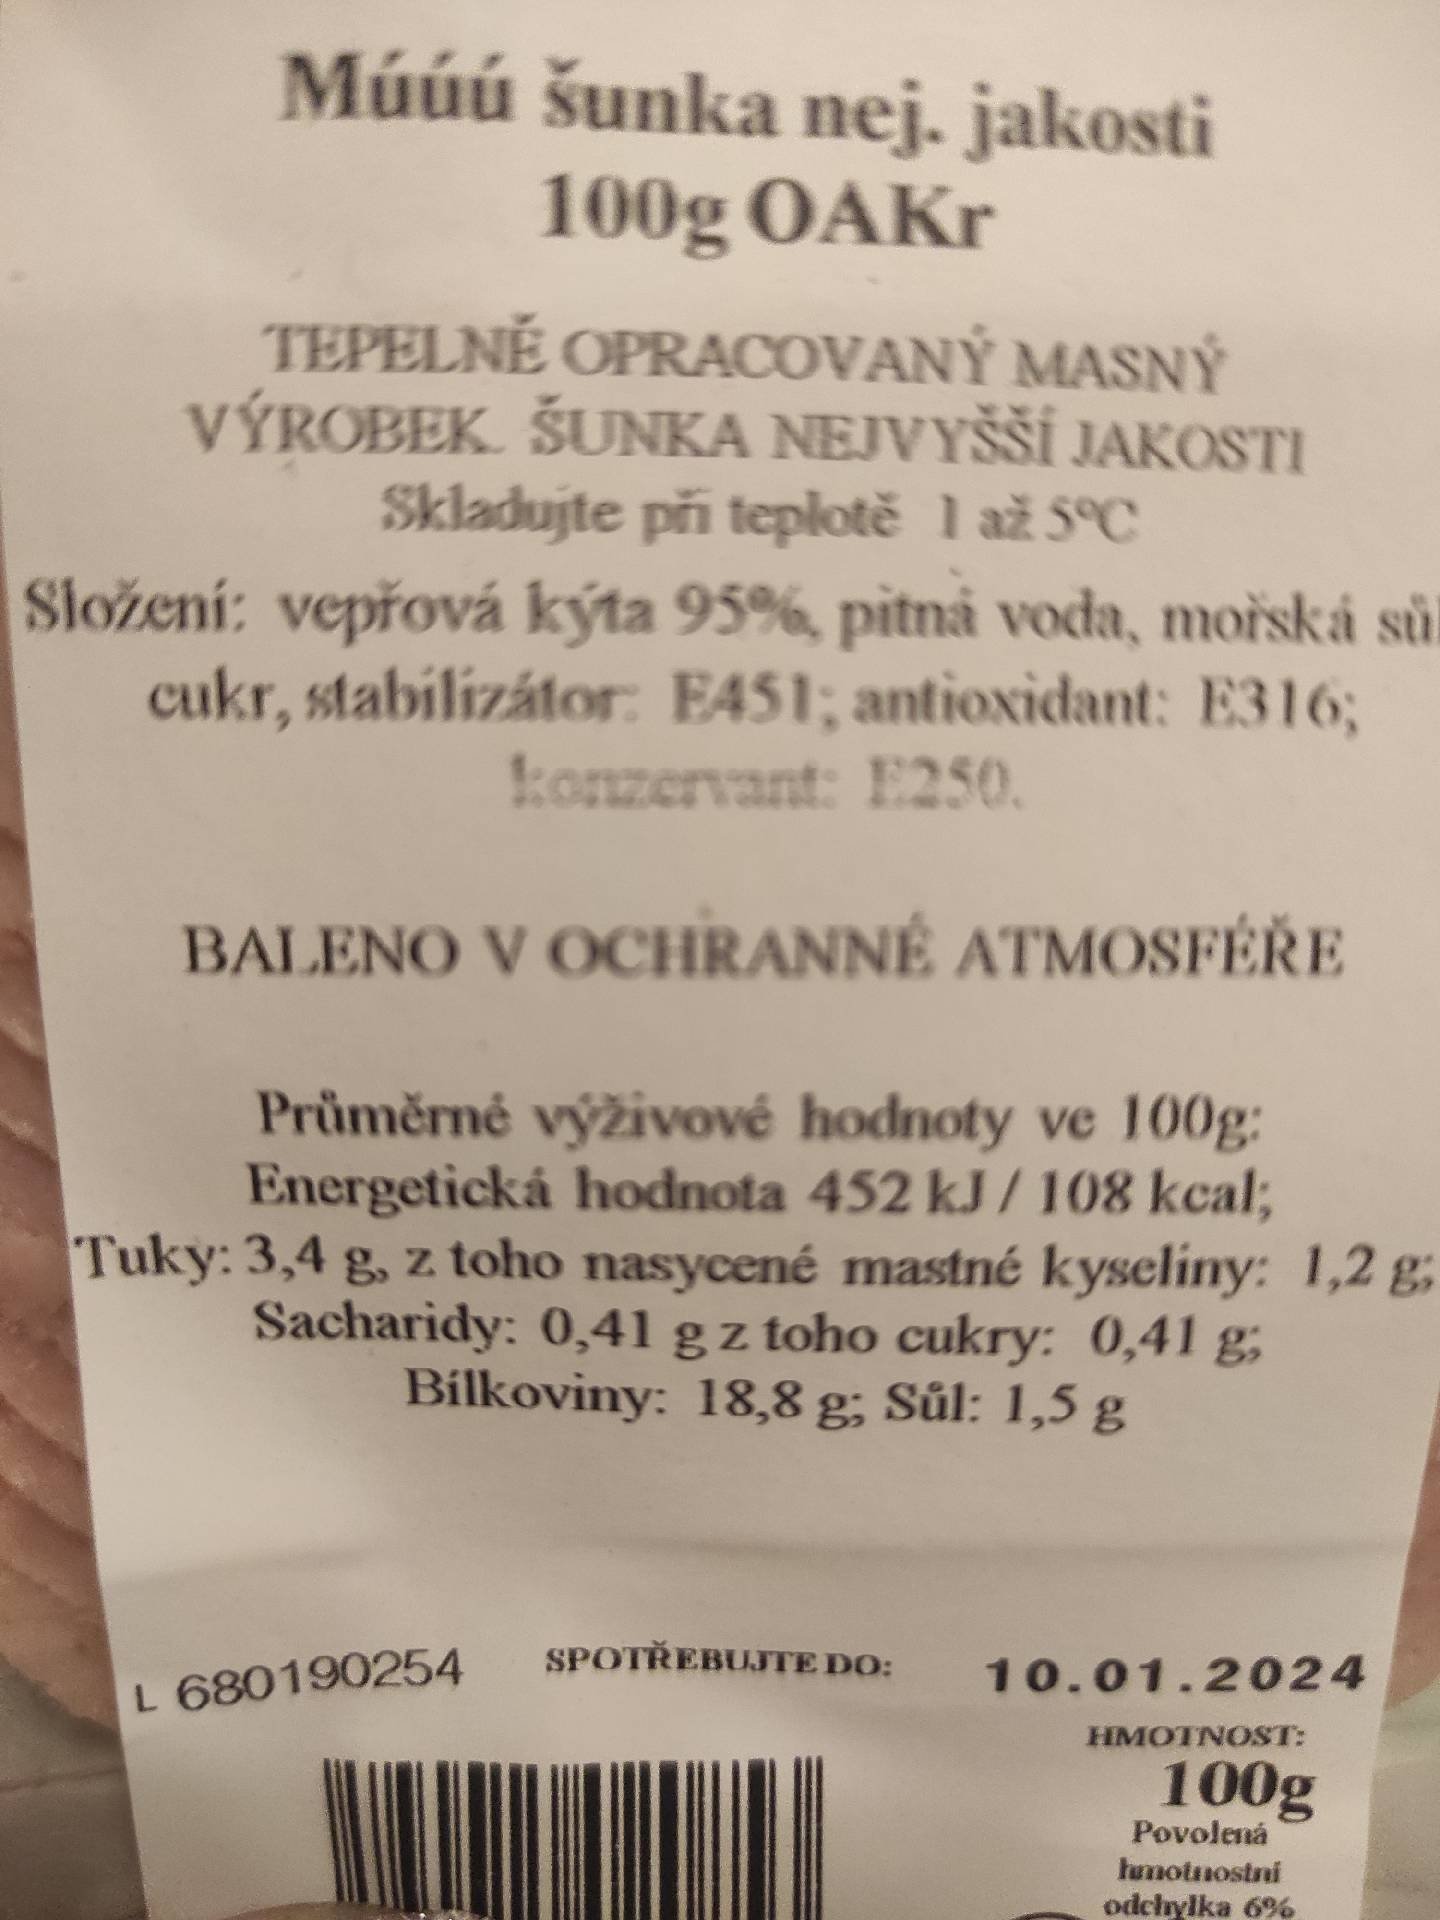 Múúú šunka nej. jakosti
100g OAKr
TEPELNĚ OPRACOVANÝ MASNÝ
VÝROBEK. ŠUNKA NEJVYŠŠÍ JAKOSTI
Skladujte při teplotě 1 až 5°C
Složení: vepřová kýta 95%, pitná voda, mořská sůl
cukr, stabilizátor: E451; antioxidant: E316;
konzervant: E250.
BALENO V OCHRANNÉ ATMOSFÉŘE
Průměrné výživové hodnoty ve 100g:
Energetická hodnota 452 kJ / 108 kcal;
Tuky: 3,4 g, z toho nasycené mastné kyseliny: 1,2 g;
Sacharidy: 0,41 g z toho cukry: 0,41 g;
Bílkoviny: 18,8 g; Sůl: 1,5 g
L 680190254 SPOTŘEBUJTE DO: 10.01.2024
HMOTNOST:
100g
Povolená
hmotnostní
odchylka 6%